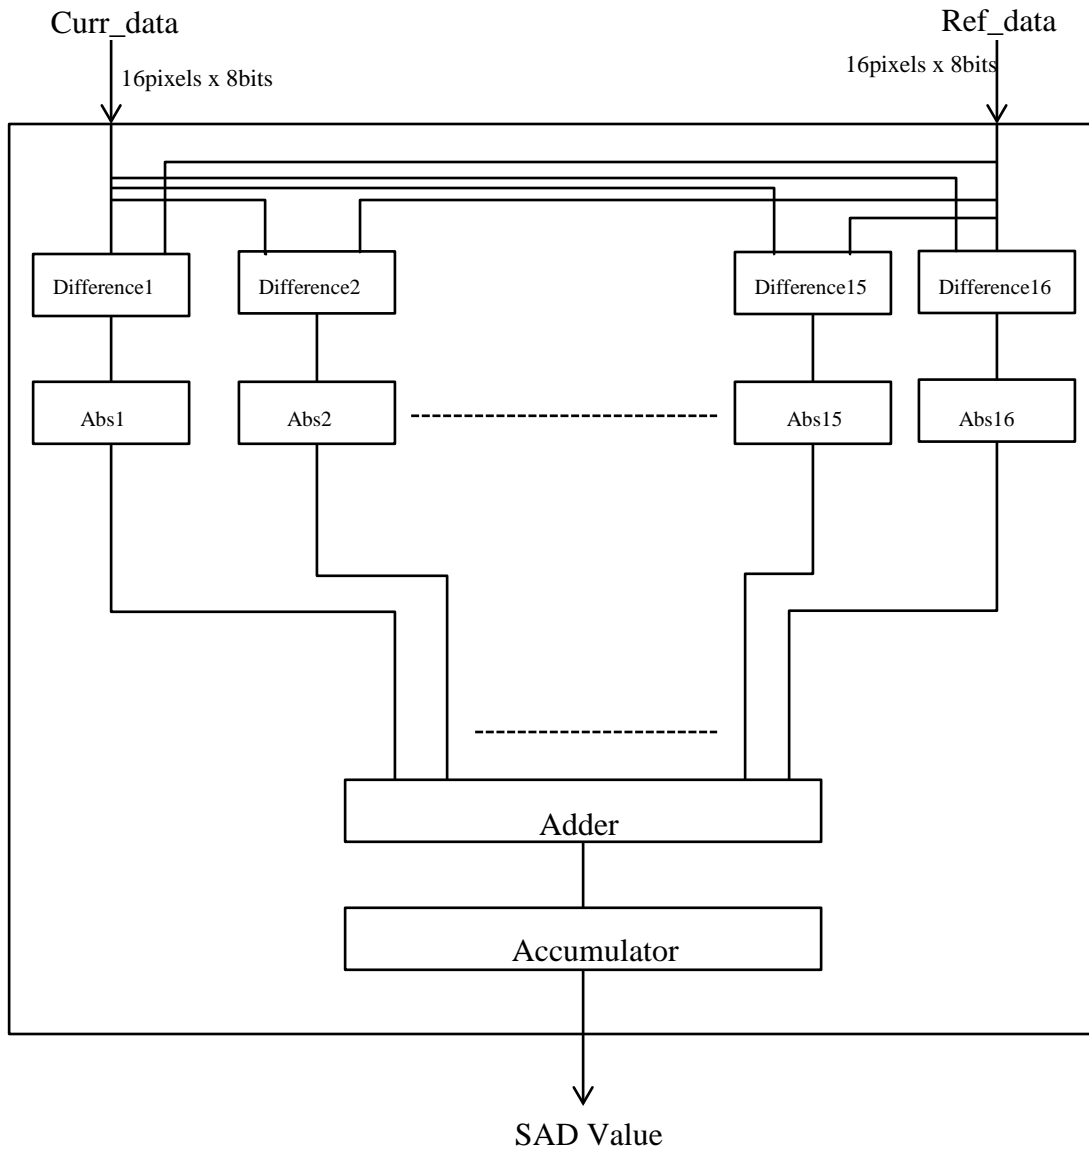 Curr_data
Ref_data
16pixels x 8bits
16pixels x 8bits
Difference1
Difference2
Difference15
Difference16
Abs1
Abs2
Abs15
Abs16
Adder
Accumulator
SAD Value